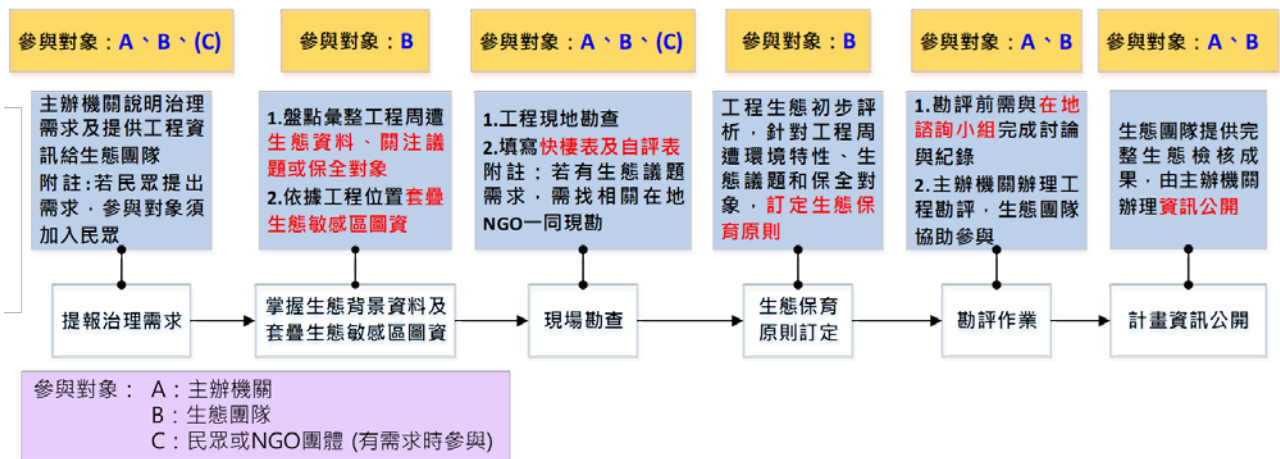 參與對象：A、B、(C)
參與對象：B
參與對象：A、B、(C)
參與對象：B
參與對象：A、B
參與對象：A、B
主辦機關說明治理
需求及提供工程資
訊給生態團隊
附註:若民眾提出
需求，參與對象須
加入民眾
1.盤點彙整工程周遭
生態資料、關注議
題或保全對象
2.依據工程位置套疊
生態敏感區圖資
1.工程現地勘查
2.填寫快棲表及自評表
附註：若有生態議題
需求，需找相關在地
NGO一同現勘
工程生態初步評
析，針對工程周
遭環境特性、生
態議題和保全對
象，訂定生態保
育原則
1.勘評前需與在地
諮詢小組完成討論
與紀錄
2.主辦機關辦理工
程勘評，生態團隊
協助參與
生態團隊提供完
整生態檢核成
果，由主辦機關
辦理資訊公開
提報治理需求
掌握生態背景資料及
套疊生態敏感區圖資
現場勘查
生態保育
原則訂定
勘評作業
計畫資訊公開
參與對象： A：主辦機關
B：生態團隊
C：民眾或NGO團體 (有需求時參與)